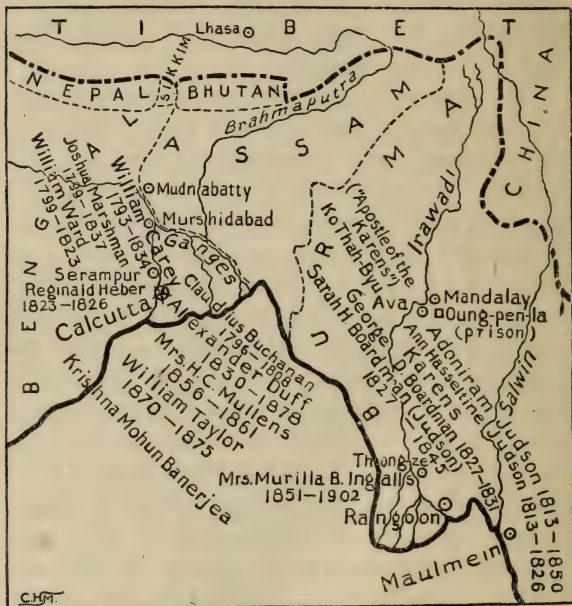 TIBET
Lhasa
SIKKIM
NEPAL
BHUTAN
CHINA
Brahmaputra
ASSAM
BENGAL
BURMA
Mudnabatty
Murshidabad
Ganges
William Carey
1793–1834
Joshua Marshman
1799–1837
William Ward
1799–1823
Serampur
Reginald Heber
1823–1826
Calcutta
Claudius Buchanan
1796–1808
Alexander Duff
1830–1878
Mrs. H. C. Mullens
1856–1861
William Taylor
1870–1875
Krishna Mohun Banerjea
("Apostle of the
Karens")
Ko Thah-Byu
Irawadi
Ava
Mandalay
Oung-pen-la
(prison)
Salwin
Adoniram Judson 1813–1850
Ann Hasseltine Judson 1813–1826
Karens
George D. Boardman 1827–1831
Sarah H. Boardman (Judson)
1827–1845
Thongze
Mrs. Murilla B. Ingalls
1851–1902
Rangoon
Maulmein
C.H.M.